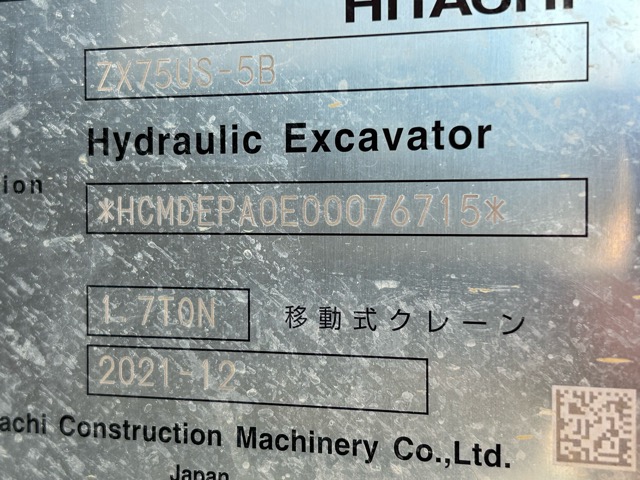 HITACHI
ZX75US-5B
Hydraulic Excavator
ion
*HCMDEPA0E00076715*
1.7TON 移動式クレーン
2021-12
achi Construction Machinery Co.,Ltd.
Japan